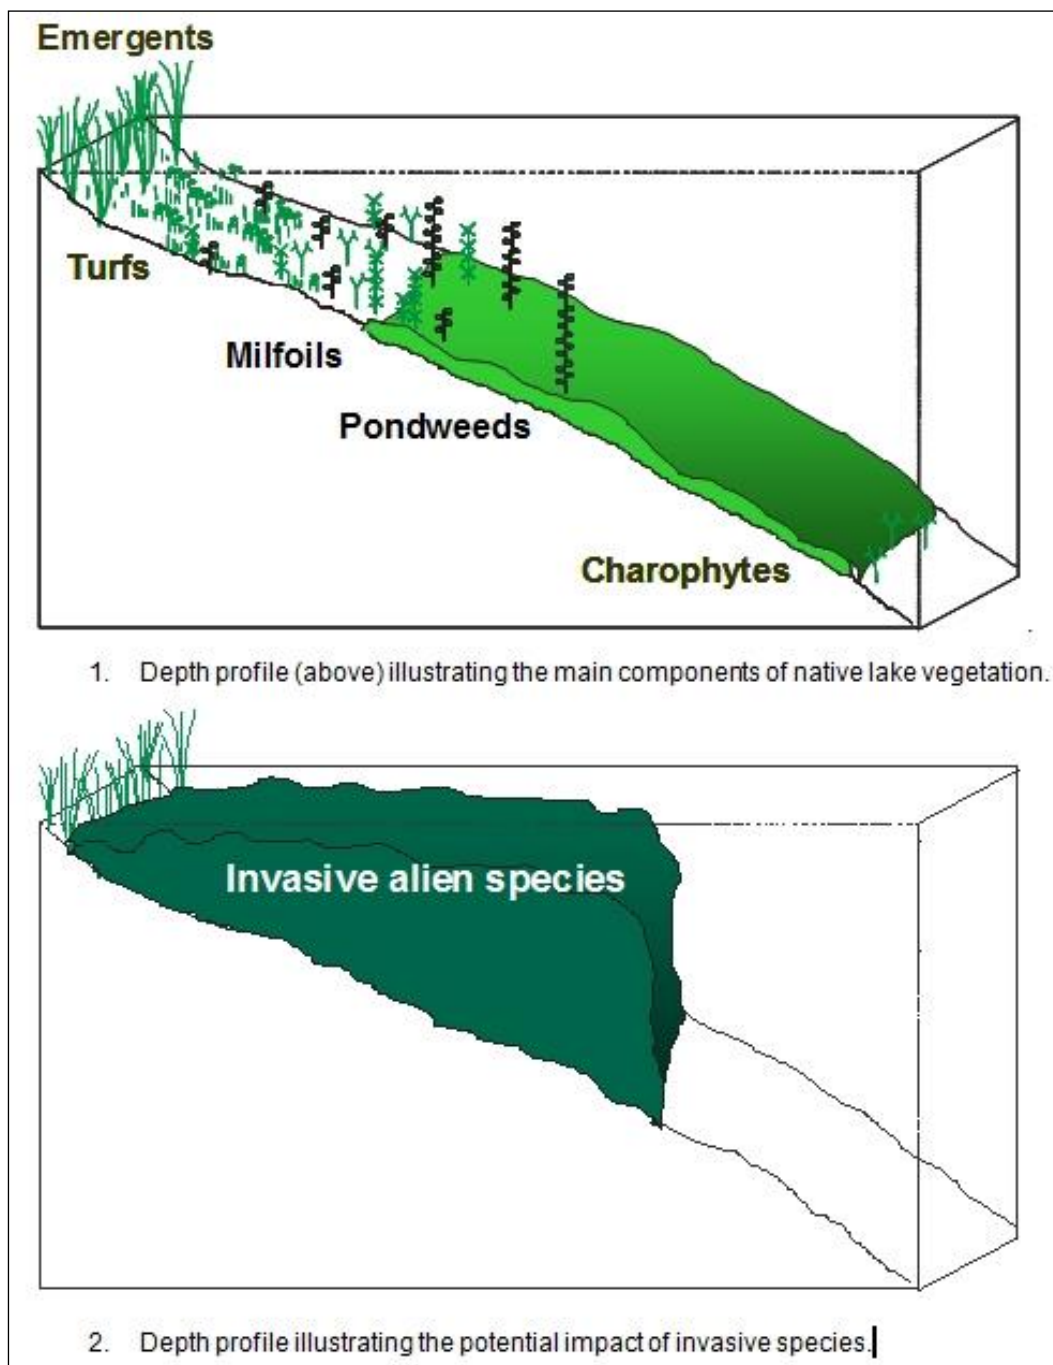 Emergents
Turfs
Milfoils
Pondweeds
Charophytes
1. Depth profile (above) illustrating the main components of native lake vegetation.
Invasive alien species
2. Depth profile illustrating the potential impact of invasive species.